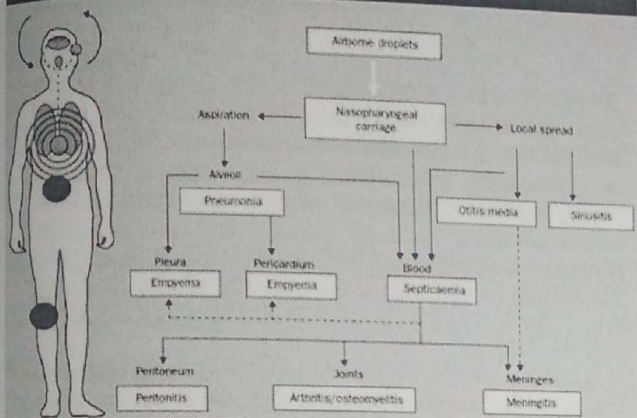 Airborne droplets
Nasopharyngeal
carriage
Aspiration
Local spread
Alveoli
Pneumonia
Otitis media
Sinusitis
Pleura
Empyema
Pericardium
Empyema
Blood
Septicaemia
Peritoneum
Peritonitis
Joints
Arthritis/osteomyelitis
Meninges
Meningitis